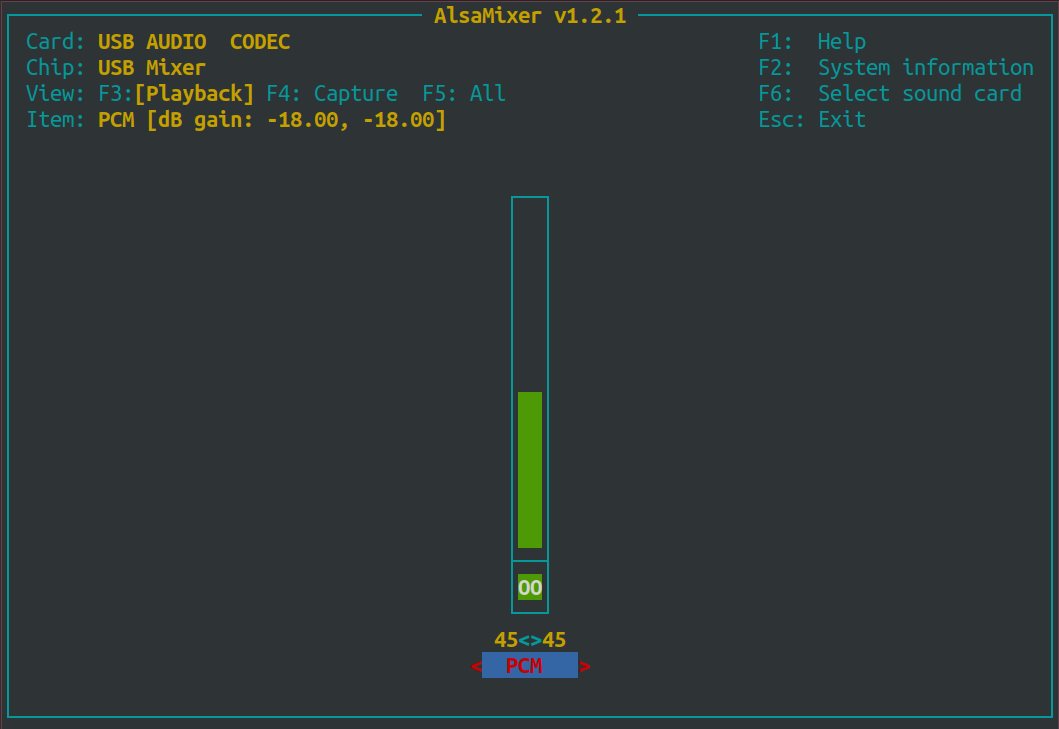 AlsaMixer v1.2.1
Card: USB AUDIO  CODEC F1:  Help
Chip: USB Mixer F2:  System information
View: F3:[Playback] F4: Capture  F5: All F6:  Select sound card
Item: PCM [dB gain: -18.00, -18.00] Esc: Exit
OO
45<>45
< PCM >